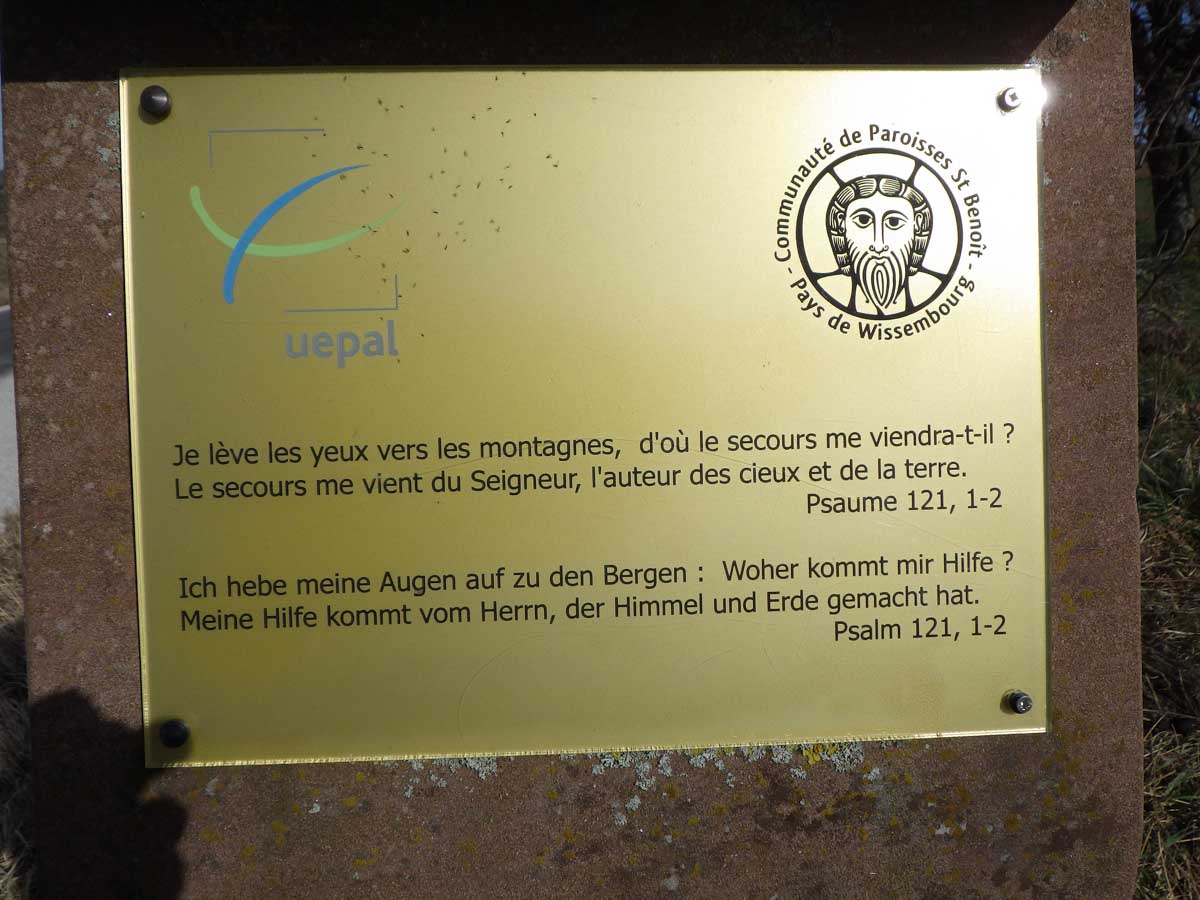 uepal
Communauté de Paroisses St Benoît
- Pays de Wissembourg -
Je lève les yeux vers les montagnes, d'où le secours me viendra-t-il ?
Le secours me vient du Seigneur, l'auteur des cieux et de la terre.
Psaume 121, 1-2
Ich hebe meine Augen auf zu den Bergen : Woher kommt mir Hilfe ?
Meine Hilfe kommt vom Herrn, der Himmel und Erde gemacht hat.
Psalm 121, 1-2